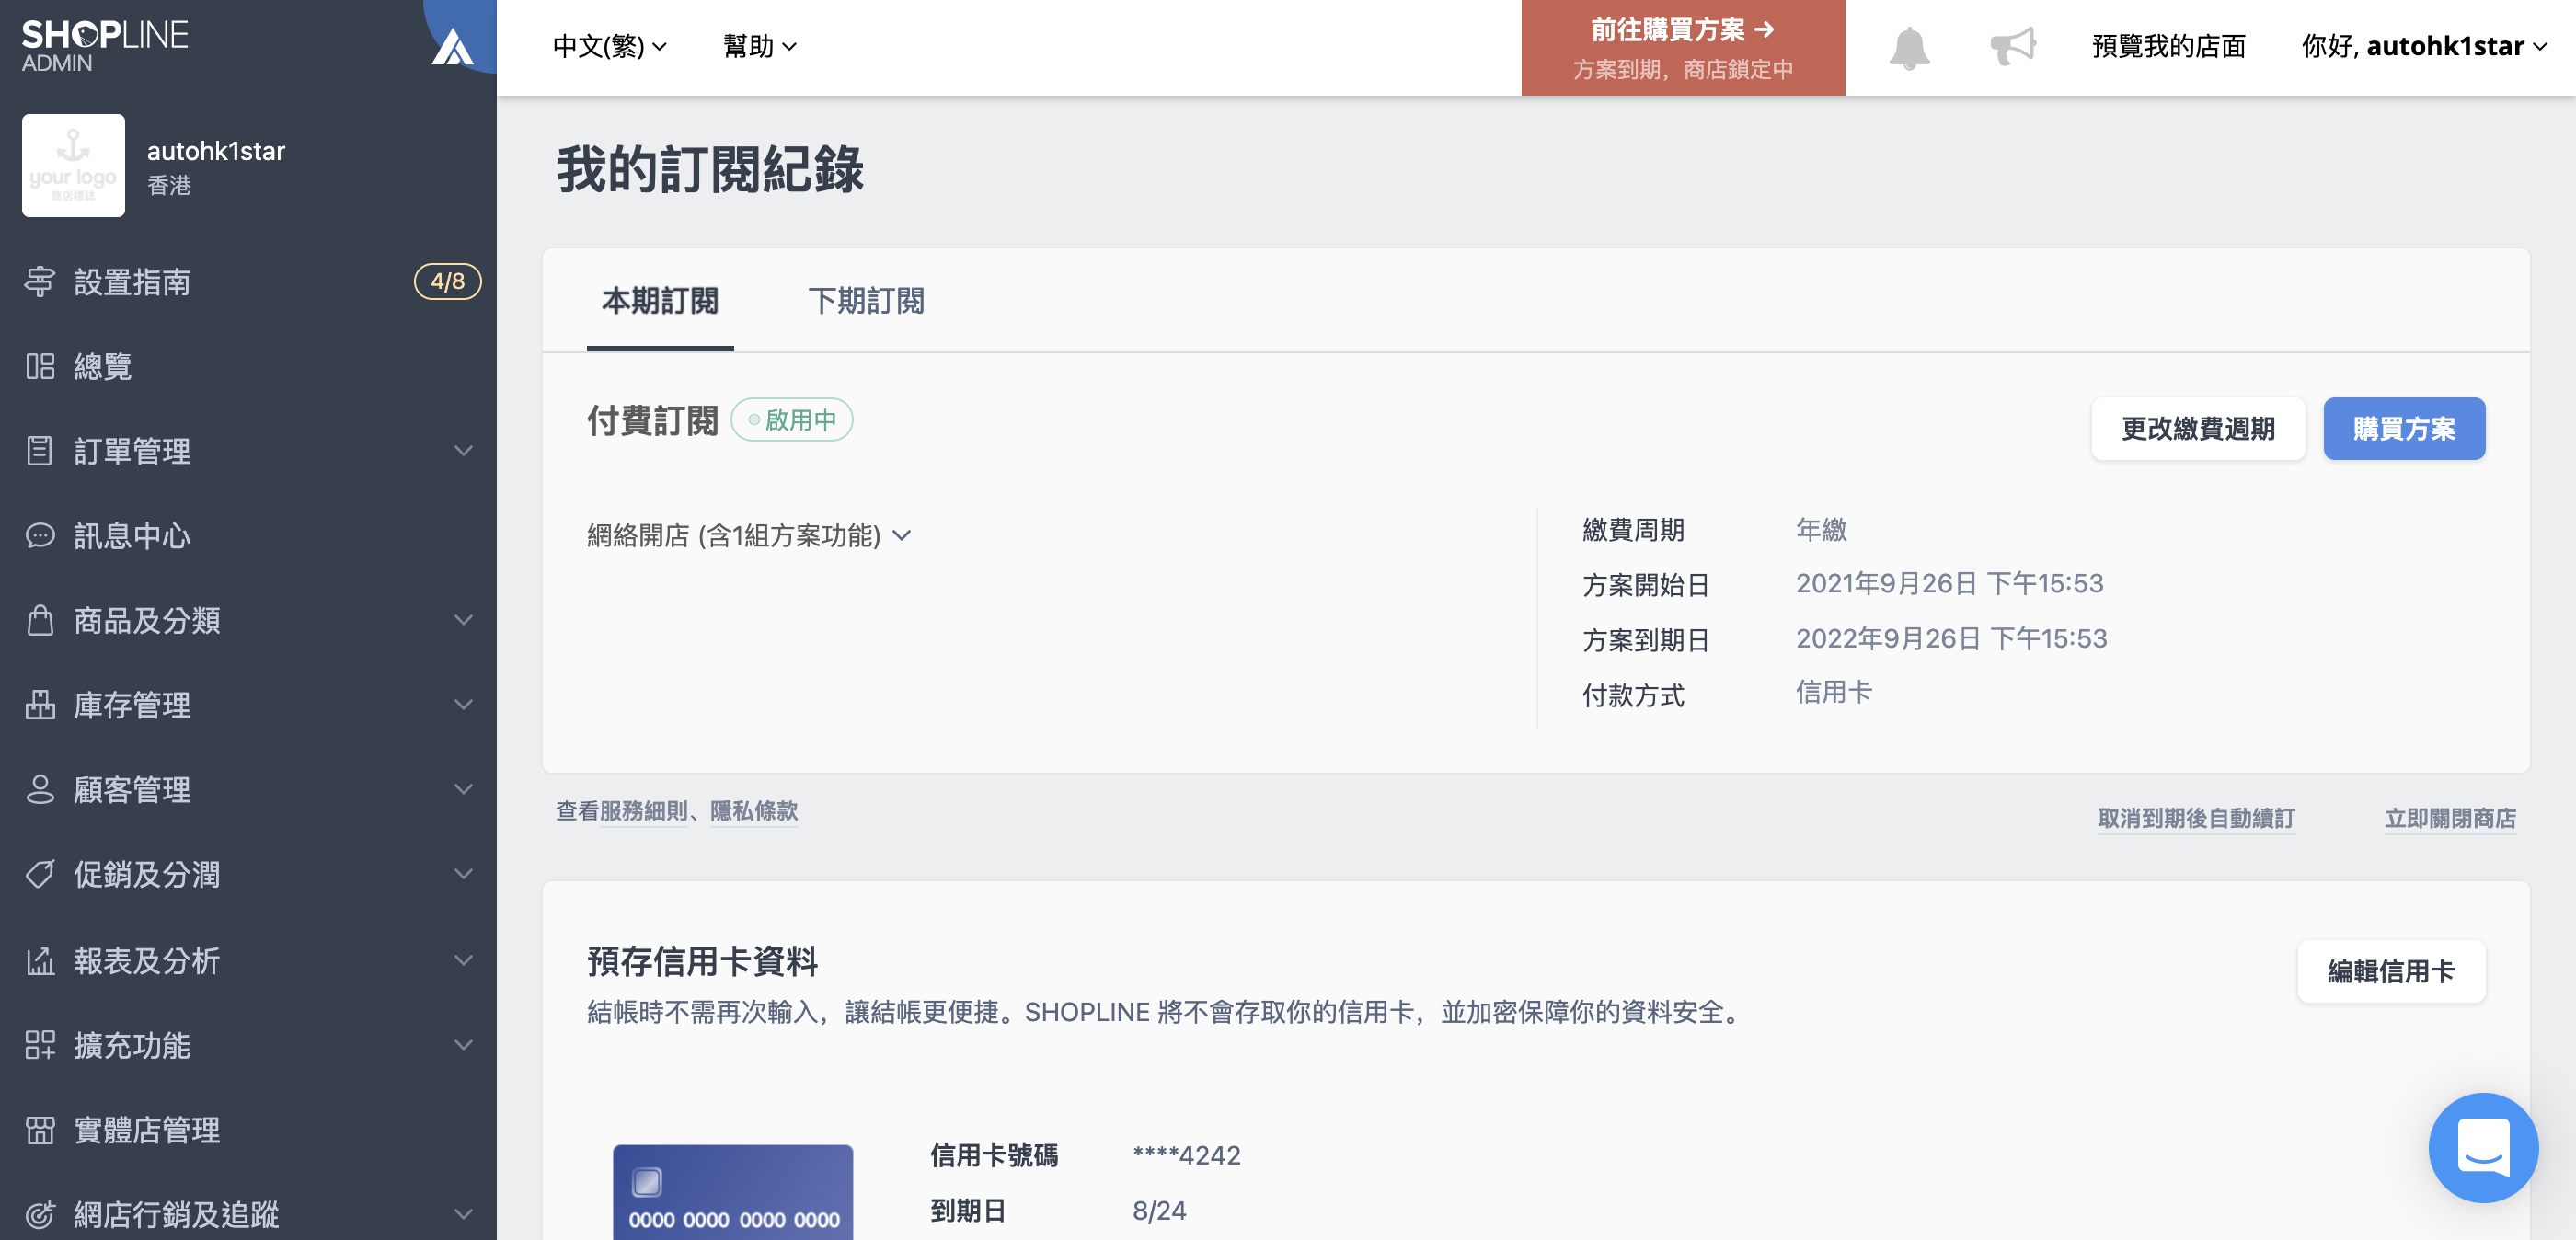 SHOPLINE
ADMIN
中文(繁)
幫助
前往購買方案 →
方案到期，商店鎖定中
預覽我的店面
你好, autohk1star
your logo
商店標誌
autohk1star
香港
設置指南
4/8
總覽
訂單管理
訊息中心
商品及分類
庫存管理
顧客管理
促銷及分潤
報表及分析
擴充功能
實體店管理
網店行銷及追蹤
我的訂閱紀錄
本期訂閱
下期訂閱
付費訂閱
啟用中
更改繳費週期
購買方案
網絡開店 (含1組方案功能)
繳費周期 年繳
方案開始日 2021年9月26日 下午15:53
方案到期日 2022年9月26日 下午15:53
付款方式 信用卡
查看服務細則、隱私條款
取消到期後自動續訂
立即關閉商店
預存信用卡資料
編輯信用卡
結帳時不需再次輸入，讓結帳更便捷。SHOPLINE 將不會存取你的信用卡，並加密保障你的資料安全。
0000 0000 0000 0000
信用卡號碼 ****4242
到期日 8/24